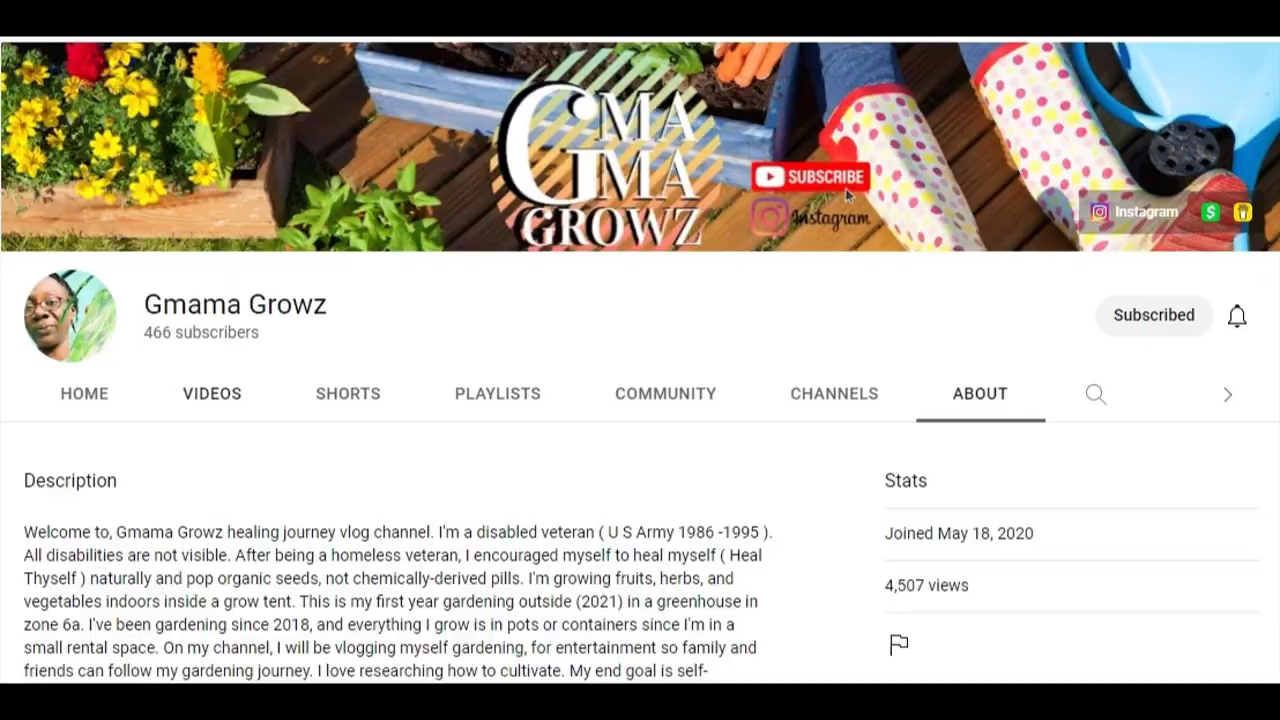 GMA
MA
GROWZ
SUBSCRIBE
Instagram
Instagram
Gmama Growz
466 subscribers
Subscribed
HOME VIDEOS SHORTS PLAYLISTS COMMUNITY CHANNELS ABOUT
Description
Welcome to, Gmama Growz healing journey vlog channel. I'm a disabled veteran ( U S Army 1986 -1995 ).
All disabilities are not visible. After being a homeless veteran, I encouraged myself to heal myself ( Heal
Thyself ) naturally and pop organic seeds, not chemically-derived pills. I'm growing fruits, herbs, and
vegetables indoors inside a grow tent. This is my first year gardening outside (2021) in a greenhouse in
zone 6a. I've been gardening since 2018, and everything I grow is in pots or containers since I'm in a
small rental space. On my channel, I will be vlogging myself gardening, for entertainment so family and
friends can follow my gardening journey. I love researching how to cultivate. My end goal is self-
Stats
Joined May 18, 2020
4,507 views